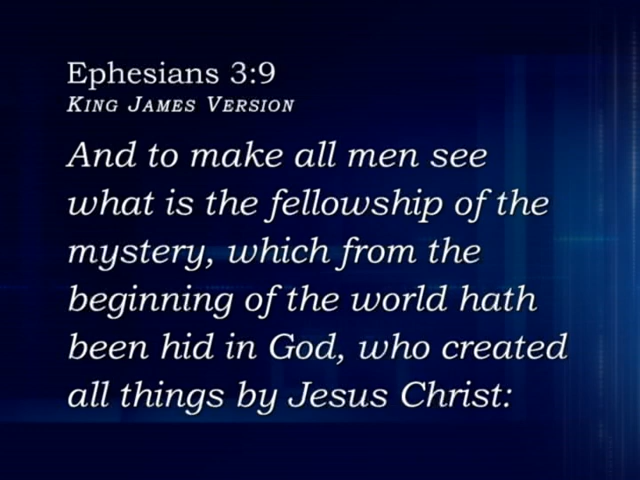 Ephesians 3:9
King James Version
And to make all men see
what is the fellowship of the
mystery, which from the
beginning of the world hath
been hid in God, who created
all things by Jesus Christ: